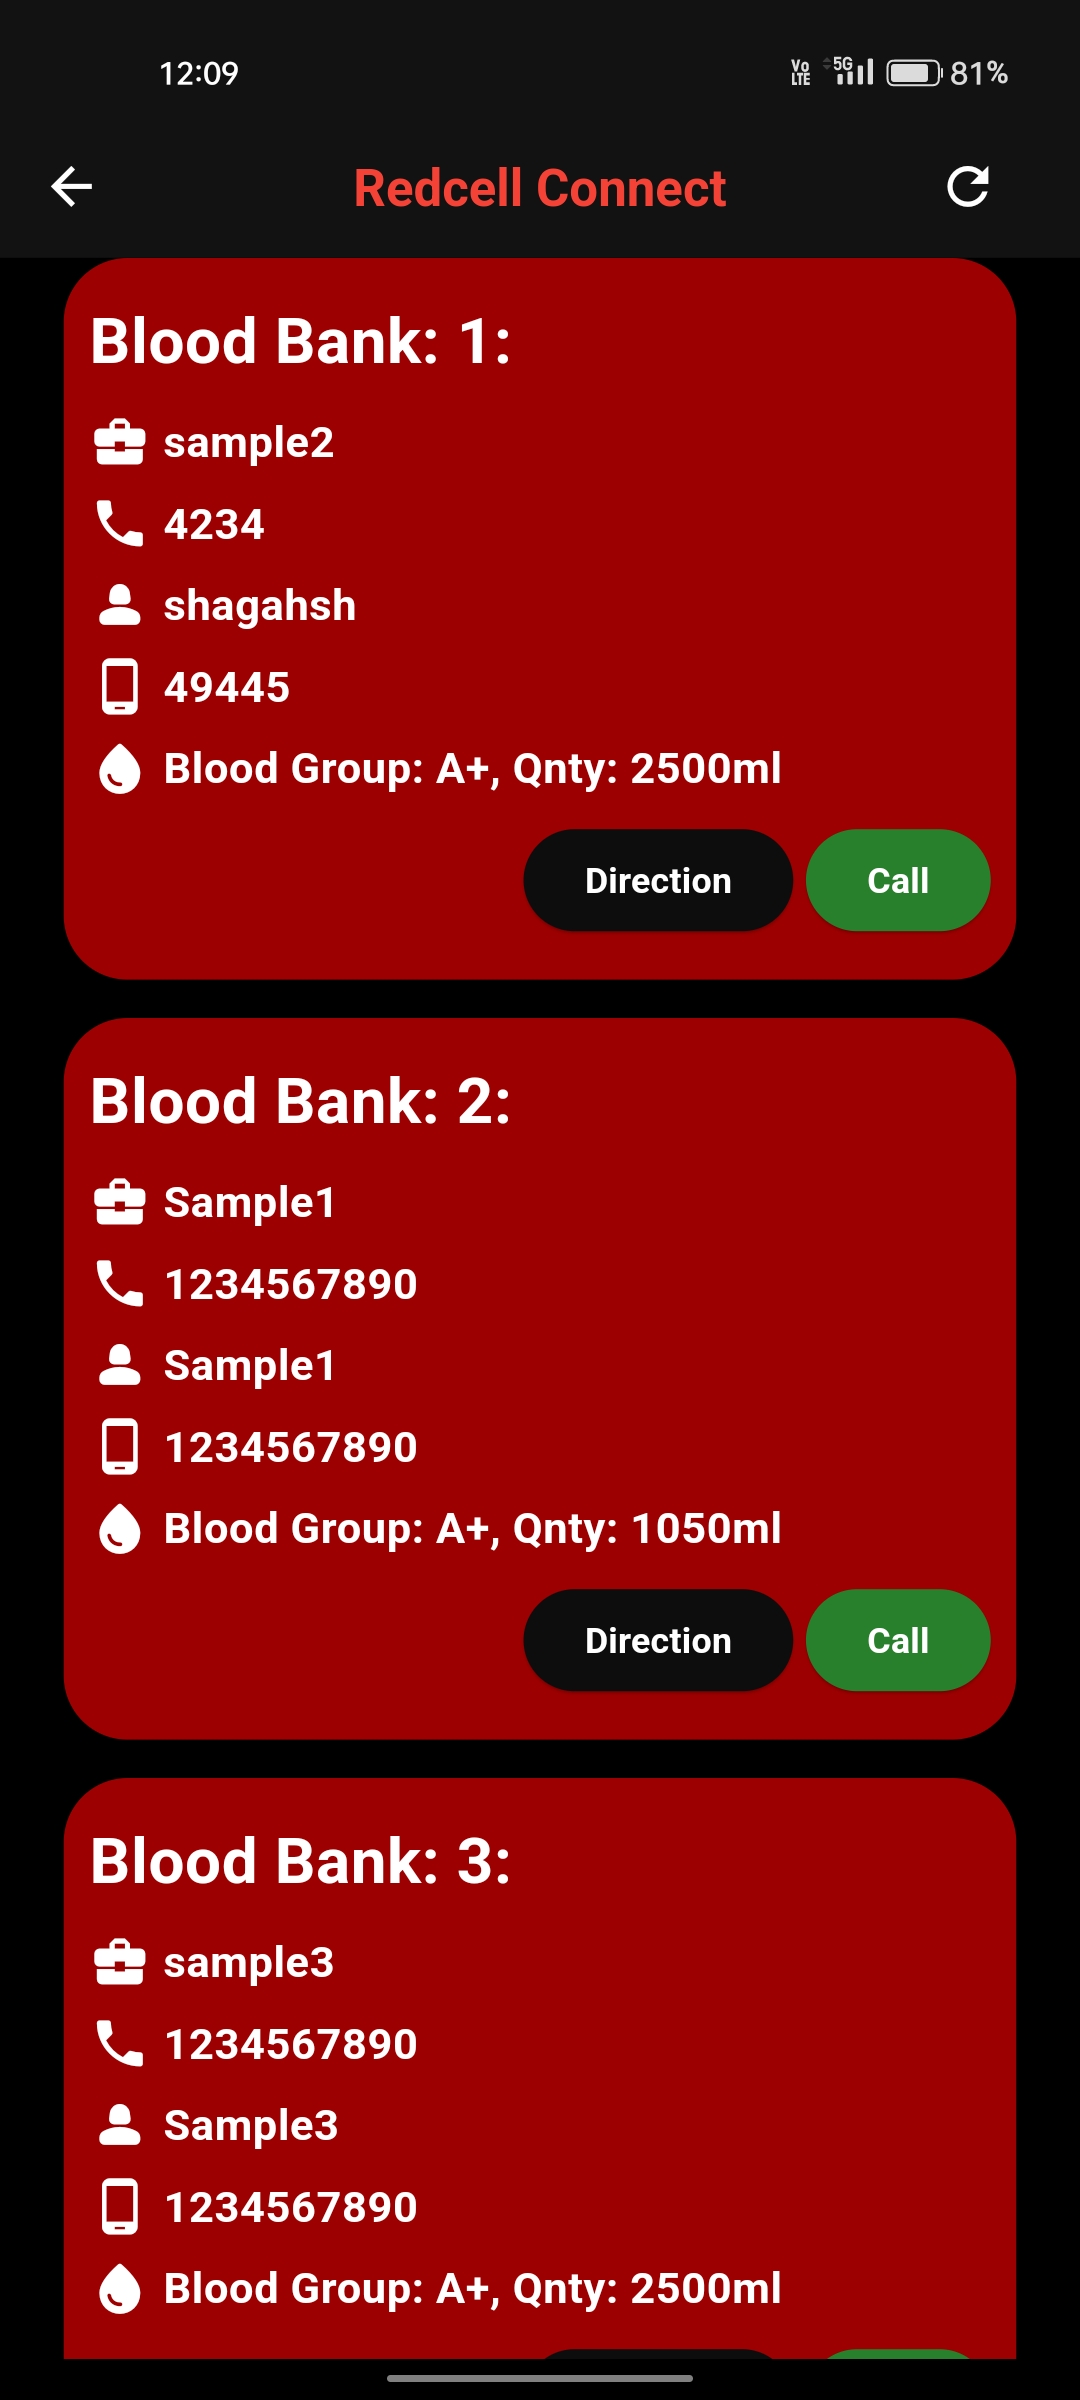 12:09
Vo LTE 5G 81%
Redcell Connect
Blood Bank: 1:
sample2
4234
shagahsh
49445
Blood Group: A+, Qnty: 2500ml
Direction Call
Blood Bank: 2:
Sample1
1234567890
Sample1
1234567890
Blood Group: A+, Qnty: 1050ml
Direction Call
Blood Bank: 3:
sample3
1234567890
Sample3
1234567890
Blood Group: A+, Qnty: 2500ml